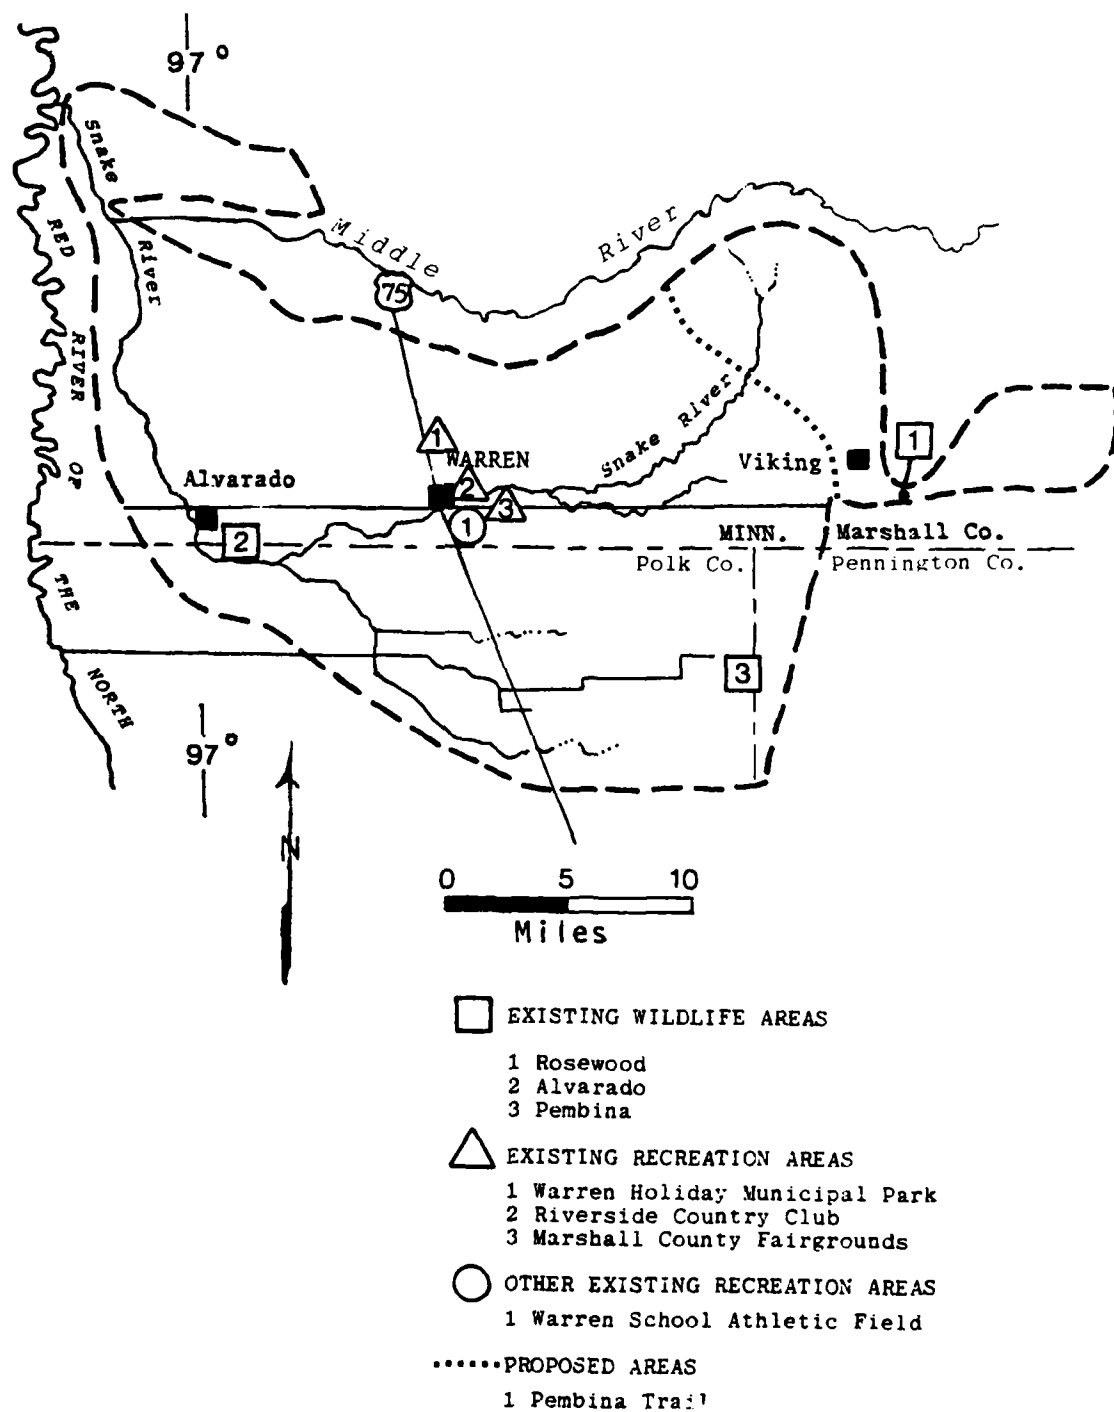 97°
Snake
River
RED
RIVER
OF
THE
NORTH
Middle
River
75
1
WARREN
2
3
1
Snake River
Viking
1
Alvarado
2
MINN.
Marshall Co.
Polk Co.
Pennington Co.
3
97°
N
0 5 10
Miles
EXISTING WILDLIFE AREAS
1 Rosewood
2 Alvarado
3 Pembina
EXISTING RECREATION AREAS
1 Warren Holiday Municipal Park
2 Riverside Country Club
3 Marshall County Fairgrounds
OTHER EXISTING RECREATION AREAS
1 Warren School Athletic Field
PROPOSED AREAS
1 Pembina Trail